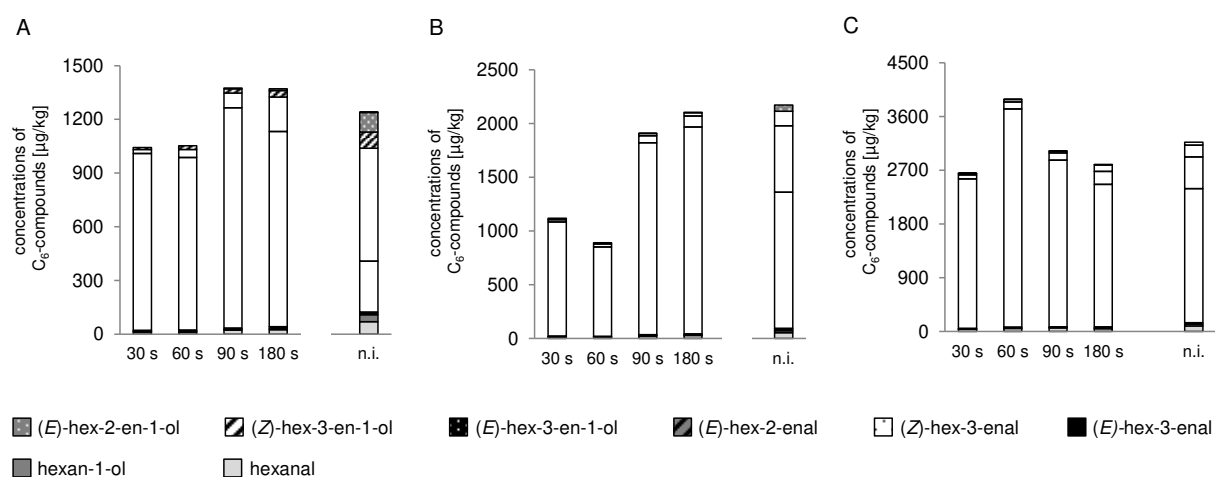 A
concentrations of
C₆-compounds [µg/kg]
1500
1200
900
600
300
0
30 s 60 s 90 s 180 s n.i.
B
concentrations of
C₆-compounds [µg/kg]
2500
2000
1500
1000
500
0
30 s 60 s 90 s 180 s n.i.
C
concentrations of
C₆-compounds [µg/kg]
4500
3600
2700
1800
900
0
30 s 60 s 90 s 180 s n.i.
(E)-hex-2-en-1-ol (Z)-hex-3-en-1-ol (E)-hex-3-en-1-ol (E)-hex-2-enal (Z)-hex-3-enal (E)-hex-3-enal
hexan-1-ol hexanal